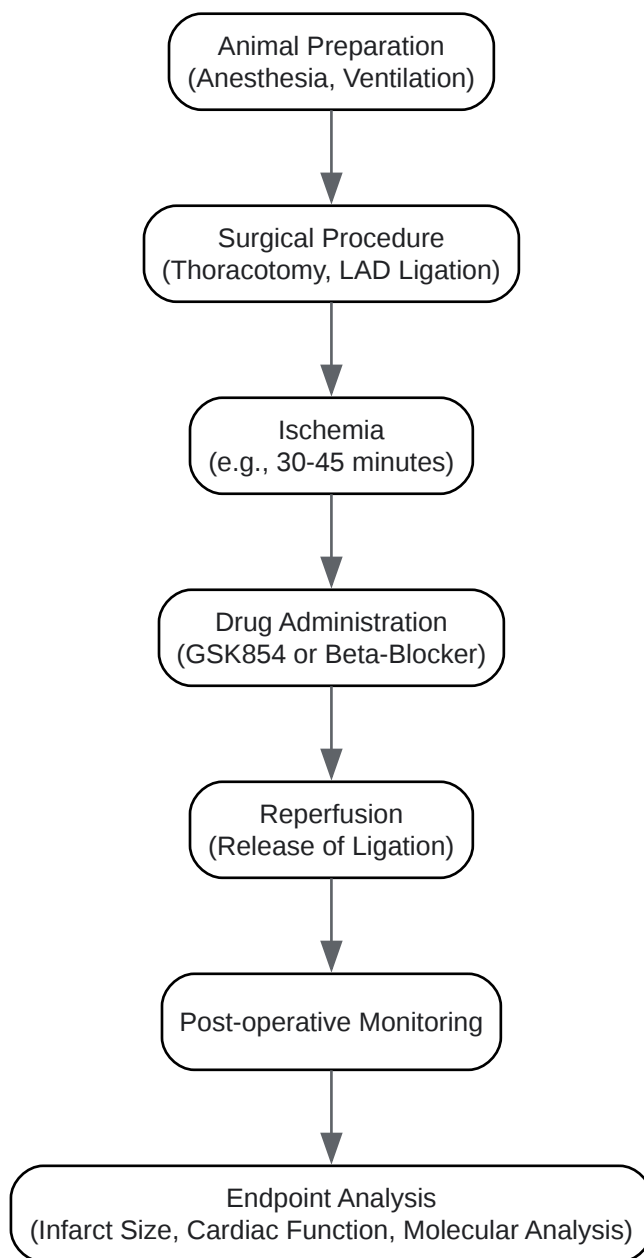 Animal Preparation
(Anesthesia, Ventilation)
Surgical Procedure
(Thoracotomy, LAD Ligation)
Ischemia
(e.g., 30-45 minutes)
Drug Administration
(GSK854 or Beta-Blocker)
Reperfusion
(Release of Ligation)
Post-operative Monitoring
Endpoint Analysis
(Infarct Size, Cardiac Function, Molecular Analysis)